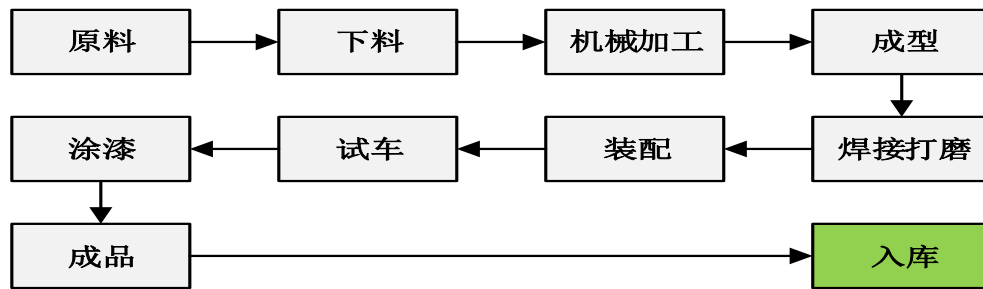 原料
下料
机械加工
成型
焊接打磨
装配
试车
涂漆
成品
入库